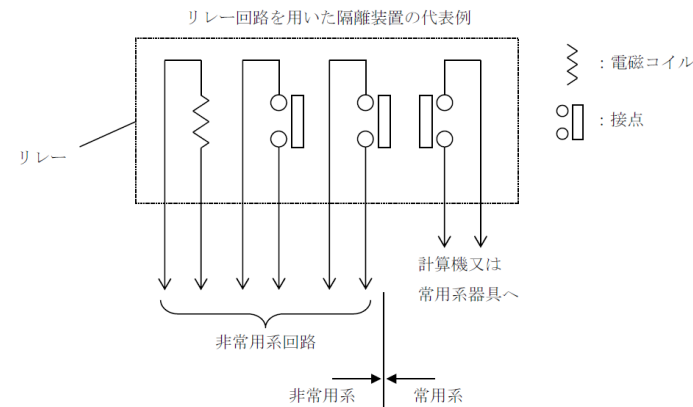 リレー回路を用いた隔離装置の代表例
：電磁コイル
：接点
リレー
計算機又は
常用系器具へ
非常用系回路
非常用系
常用系